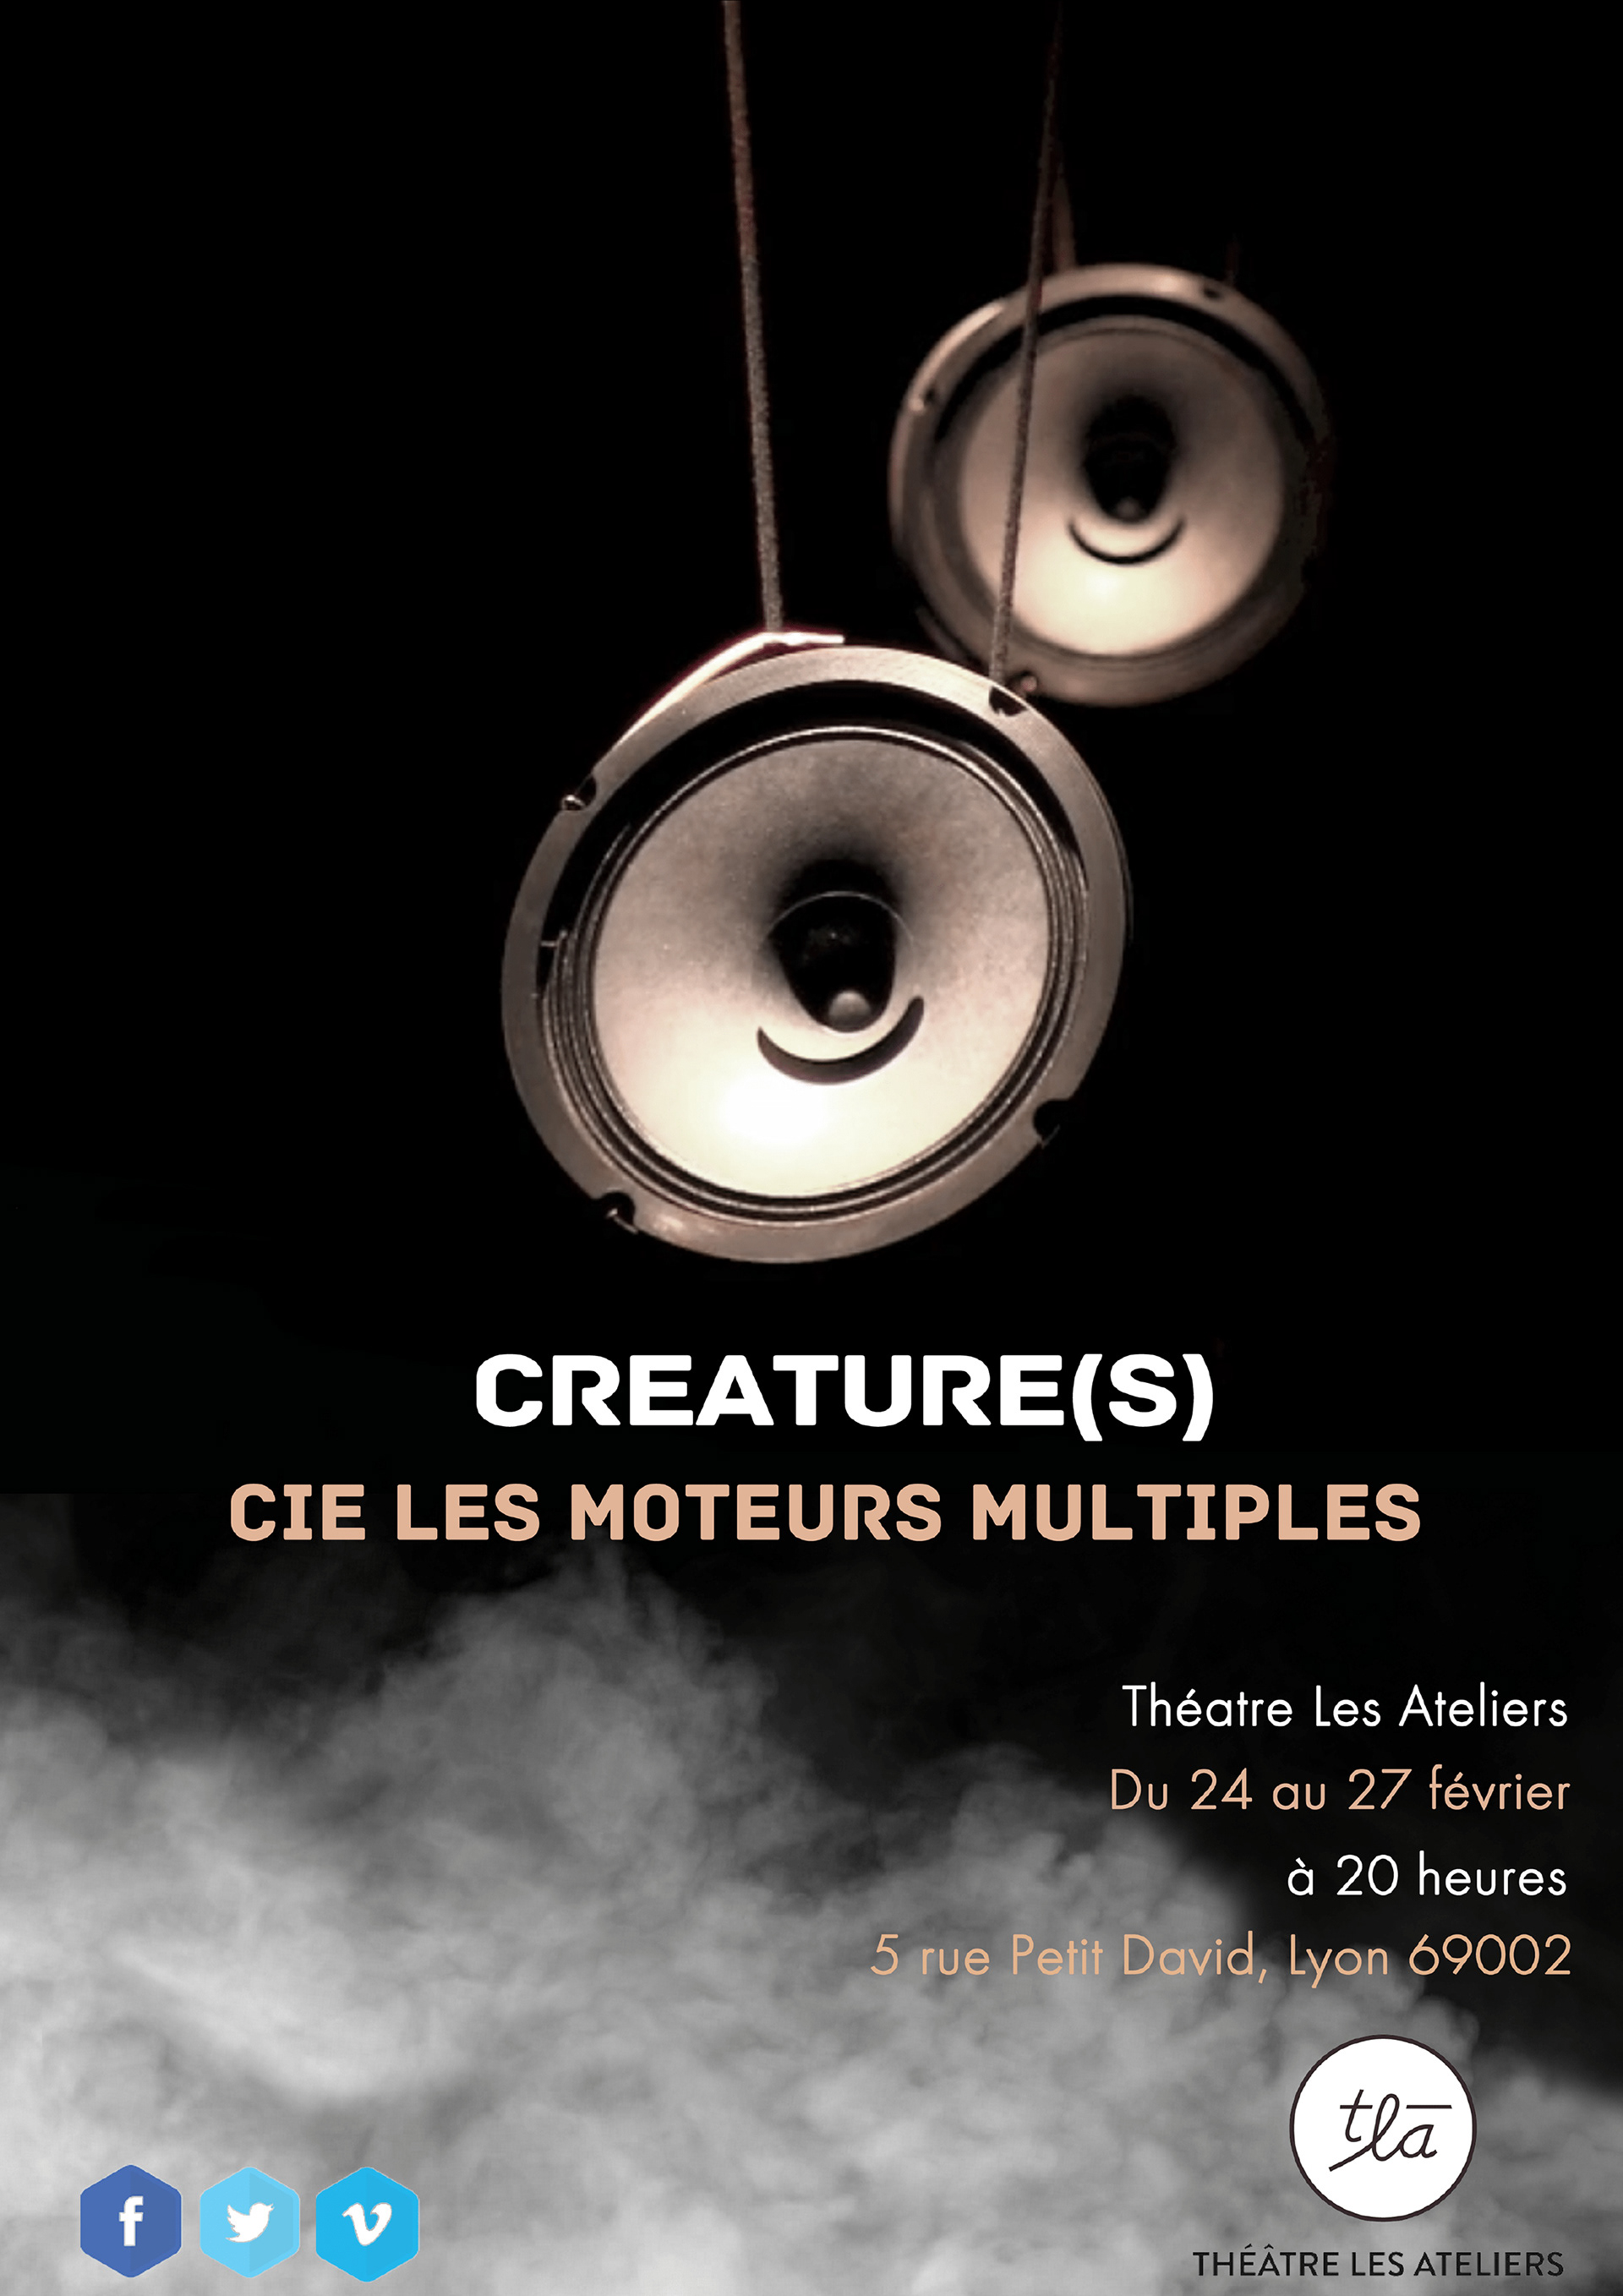 CREATURE(S)
CIE LES MOTEURS MULTIPLES
Théatre Les Ateliers
Du 24 au 27 février
à 20 heures
5 rue Petit David, Lyon 69002
tla
THÉÂTRE LES ATELIERS